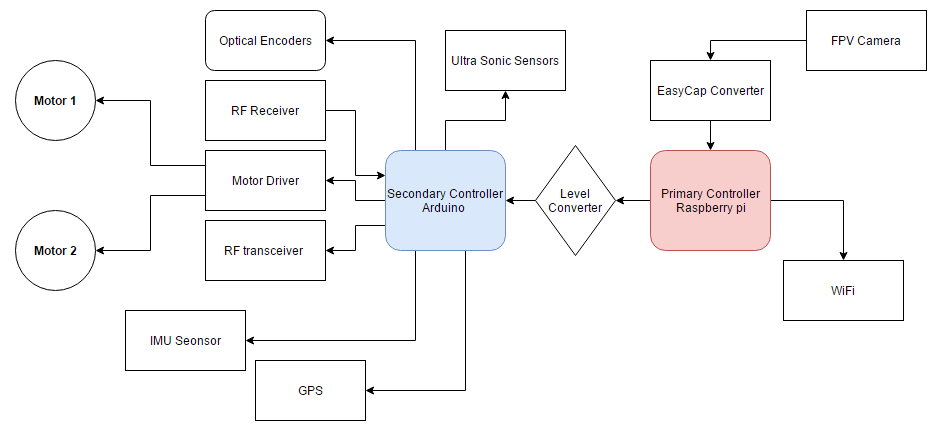 Optical Encoders
FPV Camera
Ultra Sonic Sensors
EasyCap Converter
Motor 1
RF Receiver
Motor Driver
Secondary Controller
Arduino
Level
Converter
Primary Controller
Raspberry pi
Motor 2
RF transceiver
WiFi
IMU Seonsor
GPS